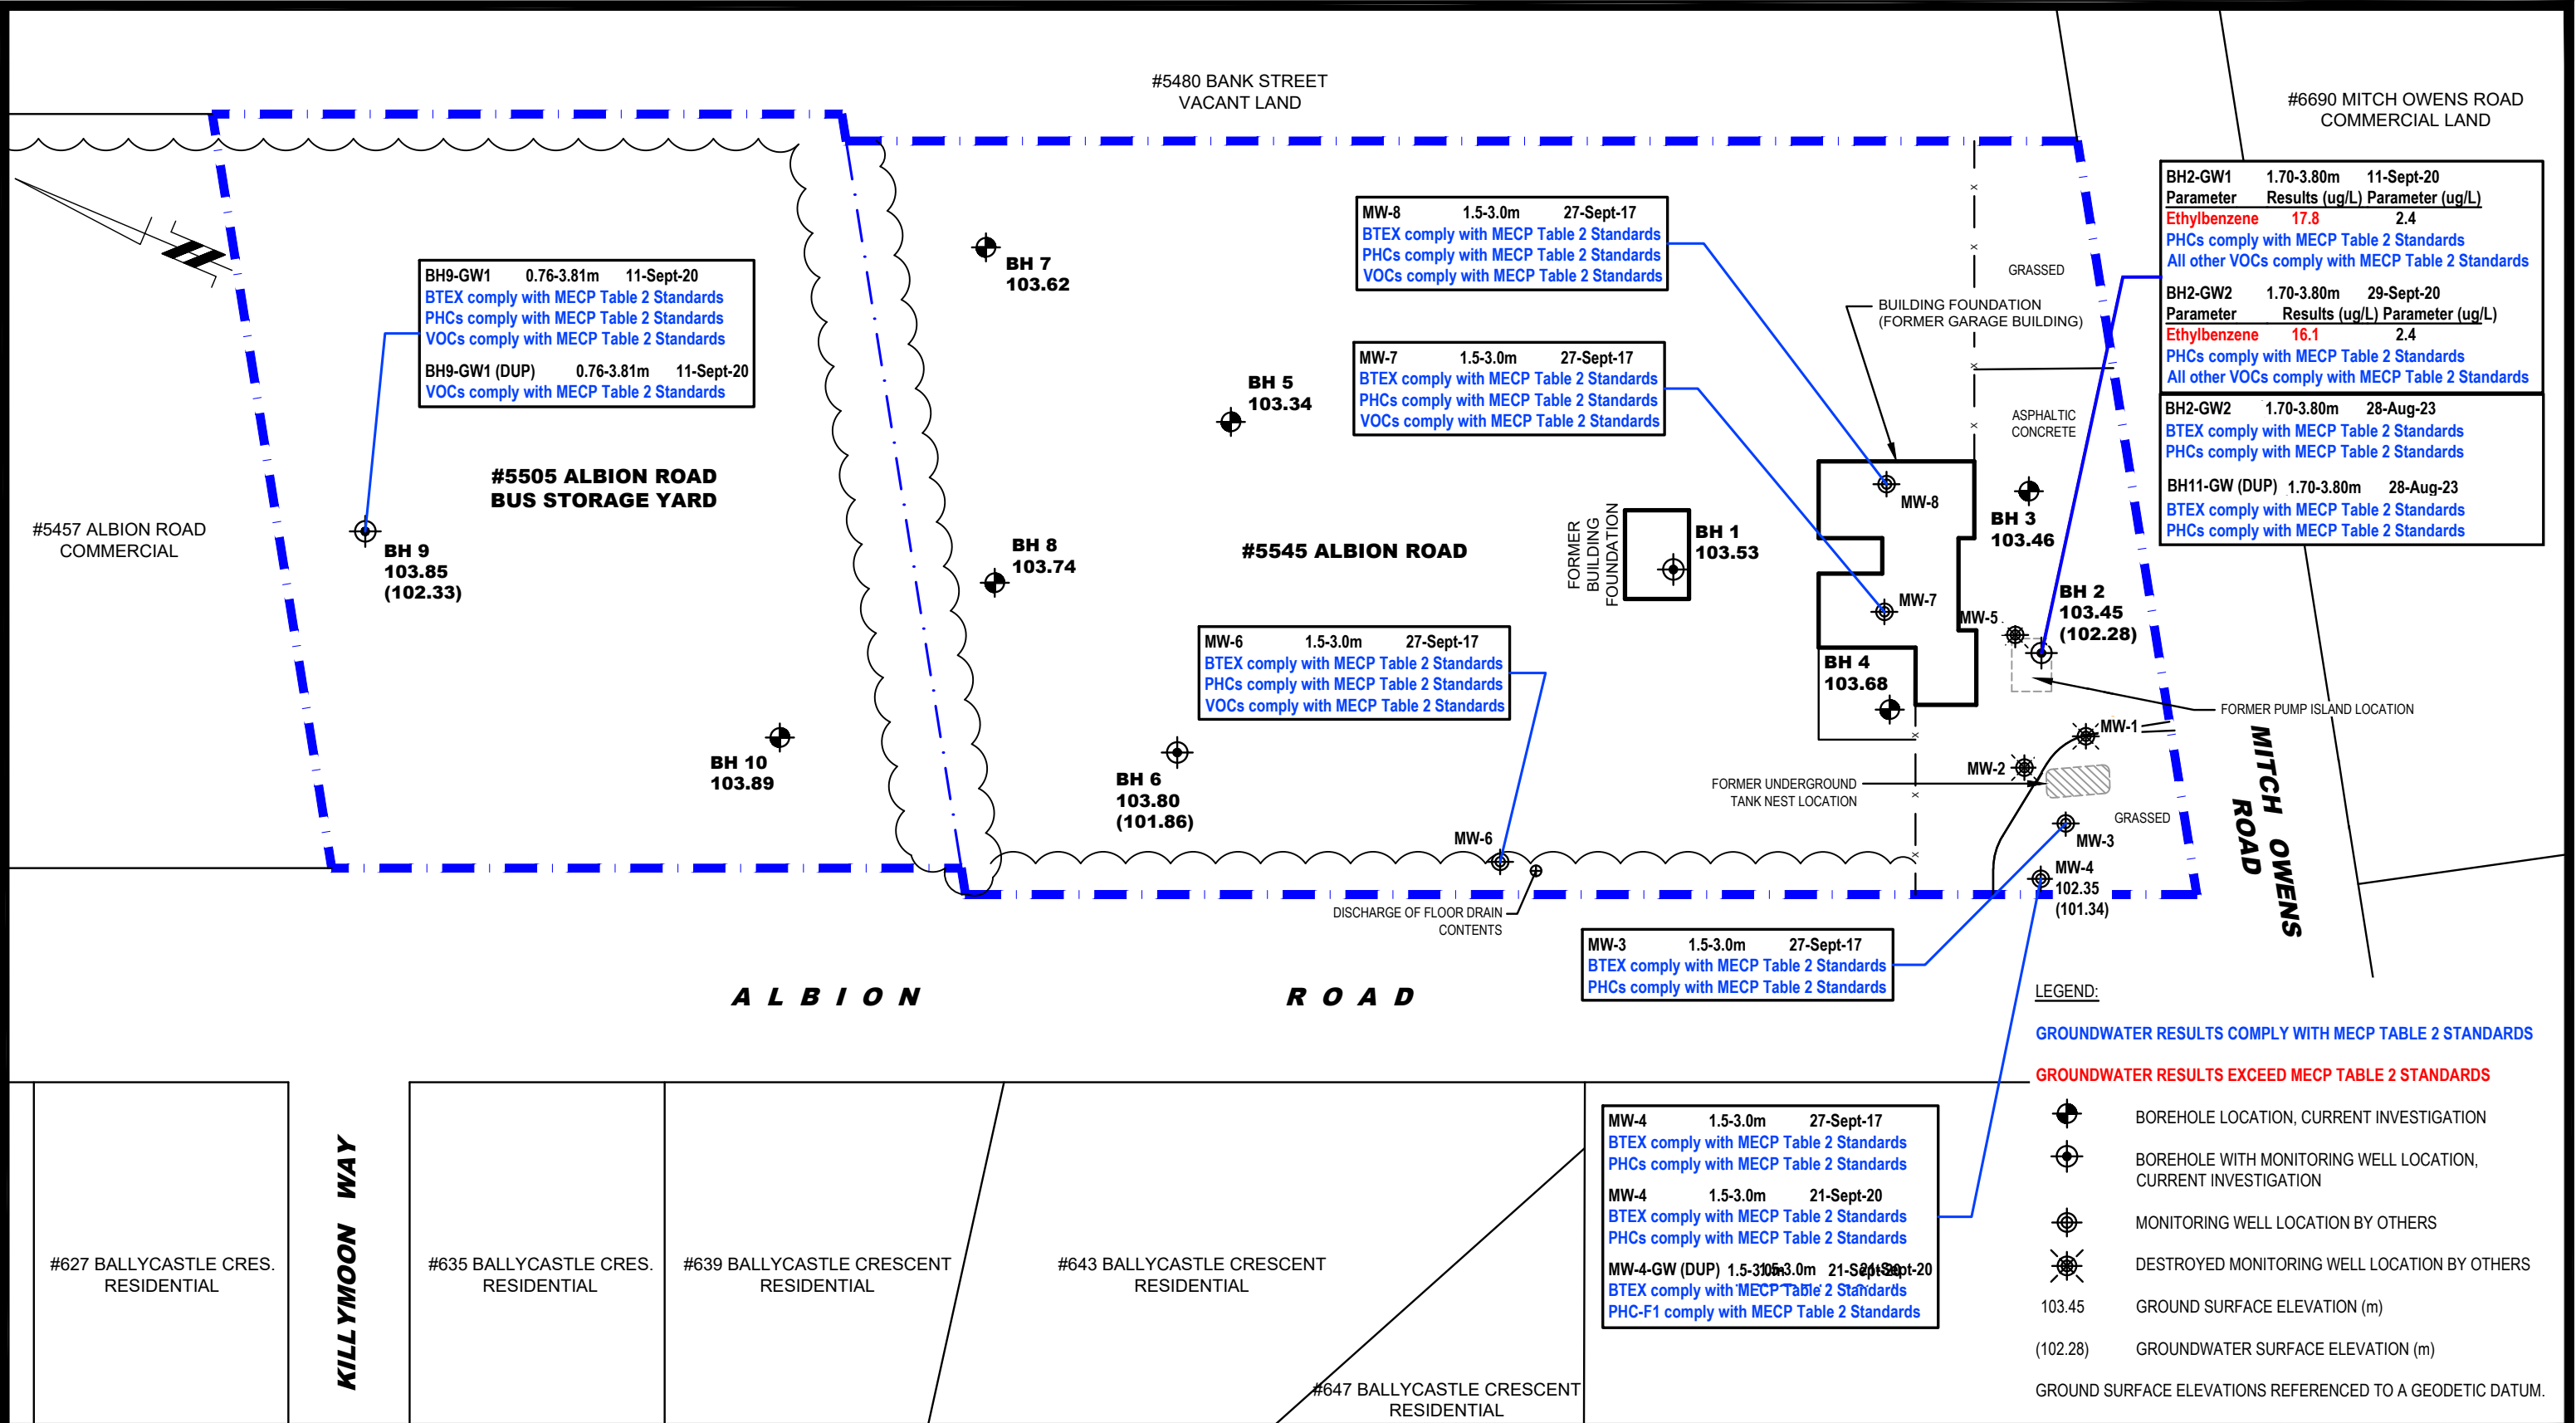 #5480 BANK STREET
VACANT LAND
#6690 MITCH OWENS ROAD
COMMERCIAL LAND
BH2-GW1 1.70-3.80m 11-Sept-20
Parameter Results (ug/L) Parameter (ug/L)
Ethylbenzene 17.8 2.4
PHCs comply with MECP Table 2 Standards
All other VOCs comply with MECP Table 2 Standards
BH2-GW2 1.70-3.80m 29-Sept-20
Parameter Results (ug/L) Parameter (ug/L)
Ethylbenzene 16.1 2.4
PHCs comply with MECP Table 2 Standards
All other VOCs comply with MECP Table 2 Standards
BH2-GW2 1.70-3.80m 28-Aug-23
BTEX comply with MECP Table 2 Standards
PHCs comply with MECP Table 2 Standards
BH11-GW (DUP) 1.70-3.80m 28-Aug-23
BTEX comply with MECP Table 2 Standards
PHCs comply with MECP Table 2 Standards
MW-8 1.5-3.0m 27-Sept-17
BTEX comply with MECP Table 2 Standards
PHCs comply with MECP Table 2 Standards
VOCs comply with MECP Table 2 Standards
MW-7 1.5-3.0m 27-Sept-17
BTEX comply with MECP Table 2 Standards
PHCs comply with MECP Table 2 Standards
VOCs comply with MECP Table 2 Standards
BH9-GW1 0.76-3.81m 11-Sept-20
BTEX comply with MECP Table 2 Standards
PHCs comply with MECP Table 2 Standards
VOCs comply with MECP Table 2 Standards
BH9-GW1 (DUP) 0.76-3.81m 11-Sept-20
VOCs comply with MECP Table 2 Standards
BH 7
103.62
GRASSED
BUILDING FOUNDATION
(FORMER GARAGE BUILDING)
BH 5
103.34
ASPHALTIC
CONCRETE
#5505 ALBION ROAD
BUS STORAGE YARD
#5457 ALBION ROAD
COMMERCIAL
BH 9
103.85
(102.33)
BH 8
103.74
#5545 ALBION ROAD
FORMER
BUILDING
FOUNDATION
BH 1
103.53
MW-8
BH 3
103.46
MW-7
MW-5
BH 2
103.45
(102.28)
MW-6 1.5-3.0m 27-Sept-17
BTEX comply with MECP Table 2 Standards
PHCs comply with MECP Table 2 Standards
VOCs comply with MECP Table 2 Standards
BH 4
103.68
FORMER PUMP ISLAND LOCATION
MW-1
BH 10
103.89
BH 6
103.80
(101.86)
MW-2
FORMER UNDERGROUND
TANK NEST LOCATION
GRASSED
MITCH OWENS
ROAD
MW-6
MW-3
MW-4
102.35
(101.34)
DISCHARGE OF FLOOR DRAIN
CONTENTS
MW-3 1.5-3.0m 27-Sept-17
BTEX comply with MECP Table 2 Standards
PHCs comply with MECP Table 2 Standards
ALBION ROAD
LEGEND:
GROUNDWATER RESULTS COMPLY WITH MECP TABLE 2 STANDARDS
GROUNDWATER RESULTS EXCEED MECP TABLE 2 STANDARDS
BOREHOLE LOCATION, CURRENT INVESTIGATION
BOREHOLE WITH MONITORING WELL LOCATION,
CURRENT INVESTIGATION
MONITORING WELL LOCATION BY OTHERS
DESTROYED MONITORING WELL LOCATION BY OTHERS
103.45 GROUND SURFACE ELEVATION (m)
(102.28) GROUNDWATER SURFACE ELEVATION (m)
GROUND SURFACE ELEVATIONS REFERENCED TO A GEODETIC DATUM.
MW-4 1.5-3.0m 27-Sept-17
BTEX comply with MECP Table 2 Standards
PHCs comply with MECP Table 2 Standards
MW-4 1.5-3.0m 21-Sept-20
BTEX comply with MECP Table 2 Standards
PHCs comply with MECP Table 2 Standards
MW-4-GW (DUP) 1.5-3.0m 21-Sept-20
BTEX comply with MECP Table 2 Standards
PHC-F1 comply with MECP Table 2 Standards
#627 BALLYCASTLE CRES.
RESIDENTIAL
KILLYMOON WAY
#635 BALLYCASTLE CRES.
RESIDENTIAL
#639 BALLYCASTLE CRESCENT
RESIDENTIAL
#643 BALLYCASTLE CRESCENT
RESIDENTIAL
#647 BALLYCASTLE CRESCENT
RESIDENTIAL